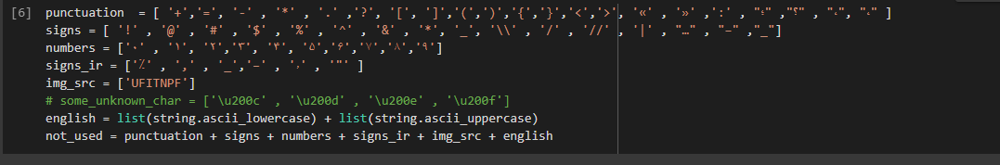 [6] punctuation = [ '+','=', '-' , '*' , '.' ,'?', '[', ']','(',')','{','}','<','>', '«' , '»' ,':' , "؛" ,"؟" , "،", "،" ]
signs = [ '!' , '@' , '#' , '$' , '%' , '^' , '&' , '*', '_' , '\\' , '/' , '//' , '|' , "…" , "–" ,"_"]
numbers = ['۰' , '۱', '۲','۳', '۴', '۵','۶','۷','۸','۹']
signs_ir = ['٪' , ',' , '_','–' , '،' , '"' ]
img_src = ['UFITNPF']
# some_unknown_char = ['\u200c' , '\u200d' , '\u200e' , '\u200f']
english = list(string.ascii_lowercase) + list(string.ascii_uppercase)
not_used = punctuation + signs + numbers + signs_ir + img_src + english